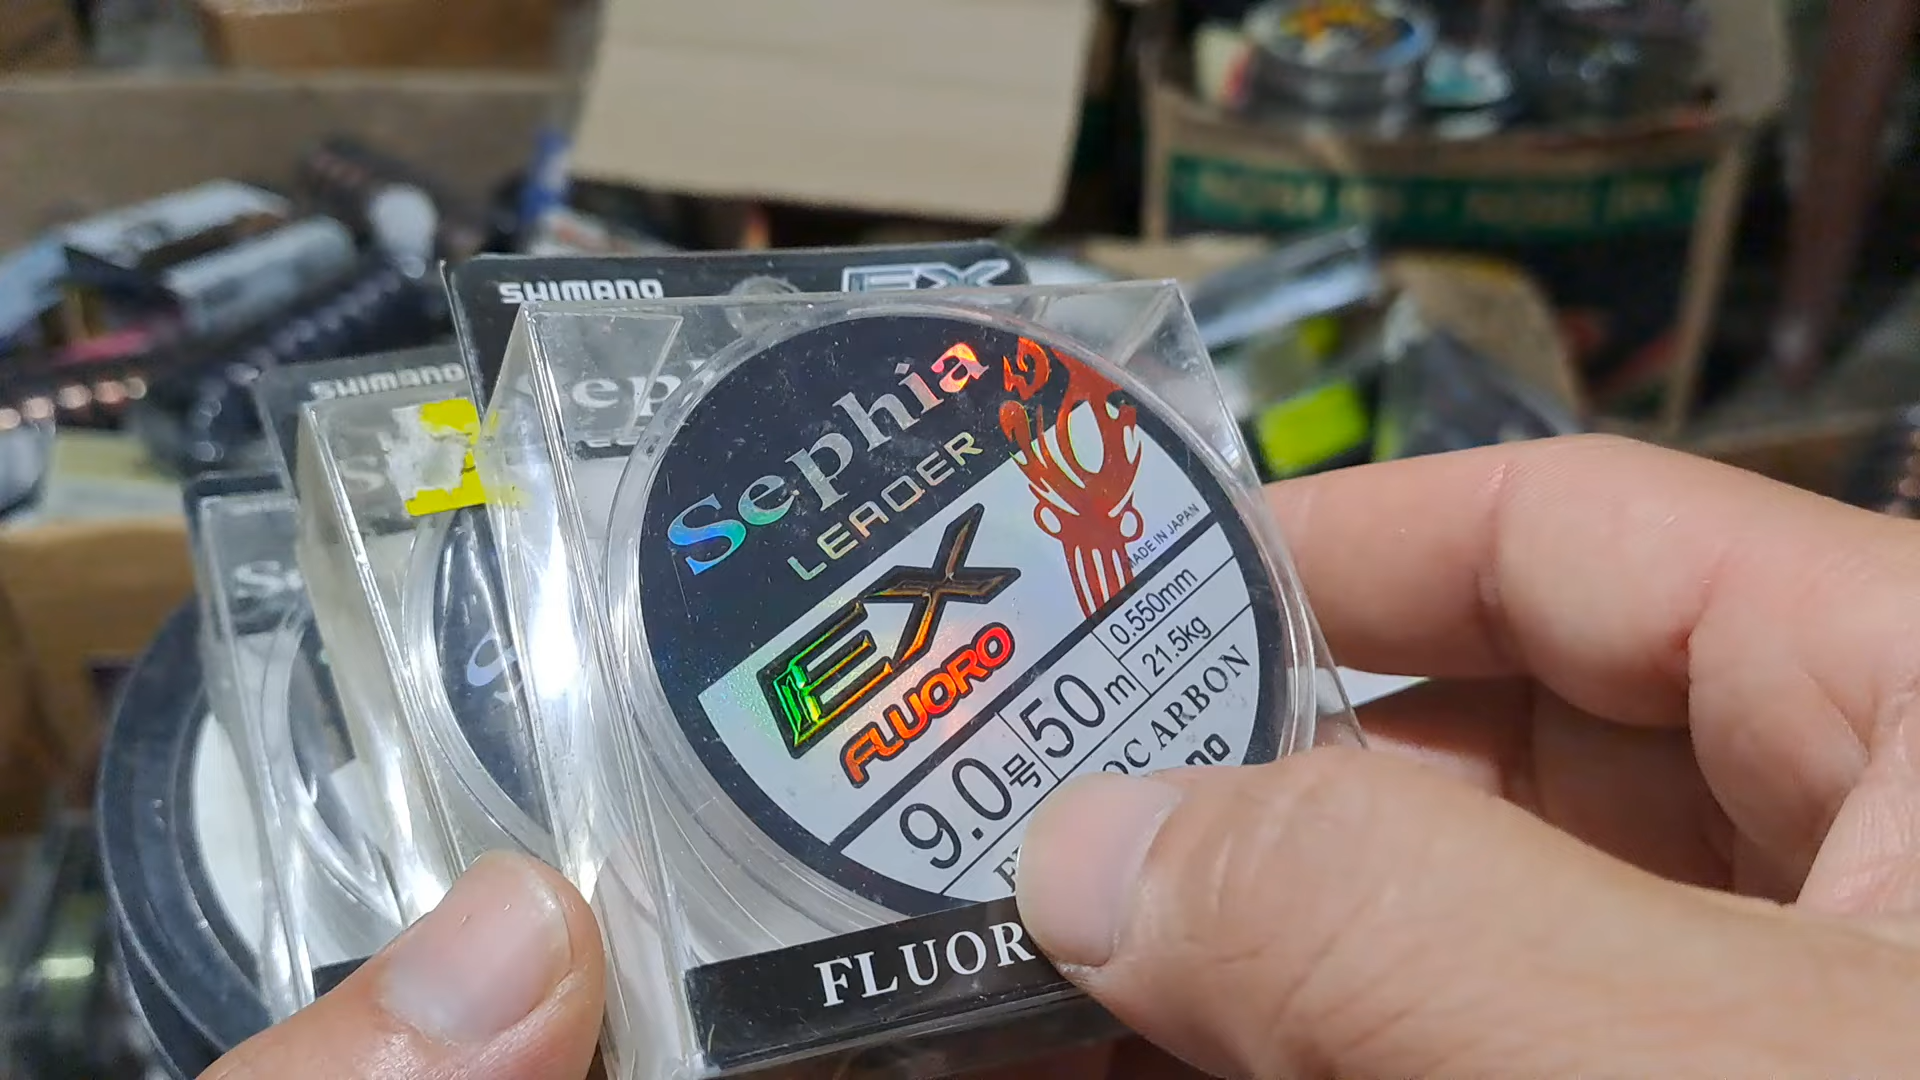 SHIMANO
EX
SHIMANO
Seph
Sephia
LEADER
EX
FLUORO
MADE IN JAPAN
0.550mm
21.5kg
9.0号
50m
CARBON
FLUOR